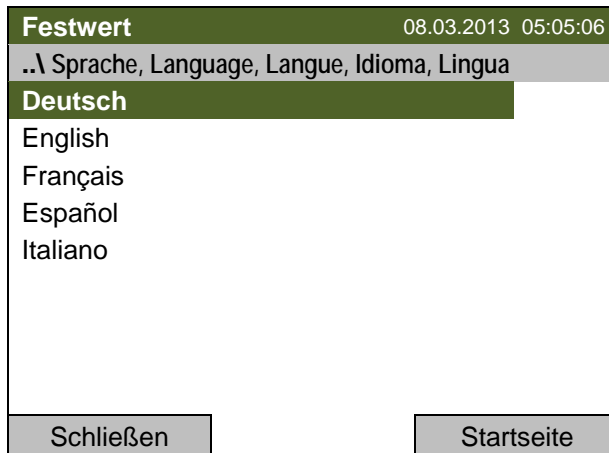 Festwert 08.03.2013 05:05:06
..\ Sprache, Language, Langue, Idioma, Lingua
Deutsch
English
Français
Español
Italiano
Schließen Startseite